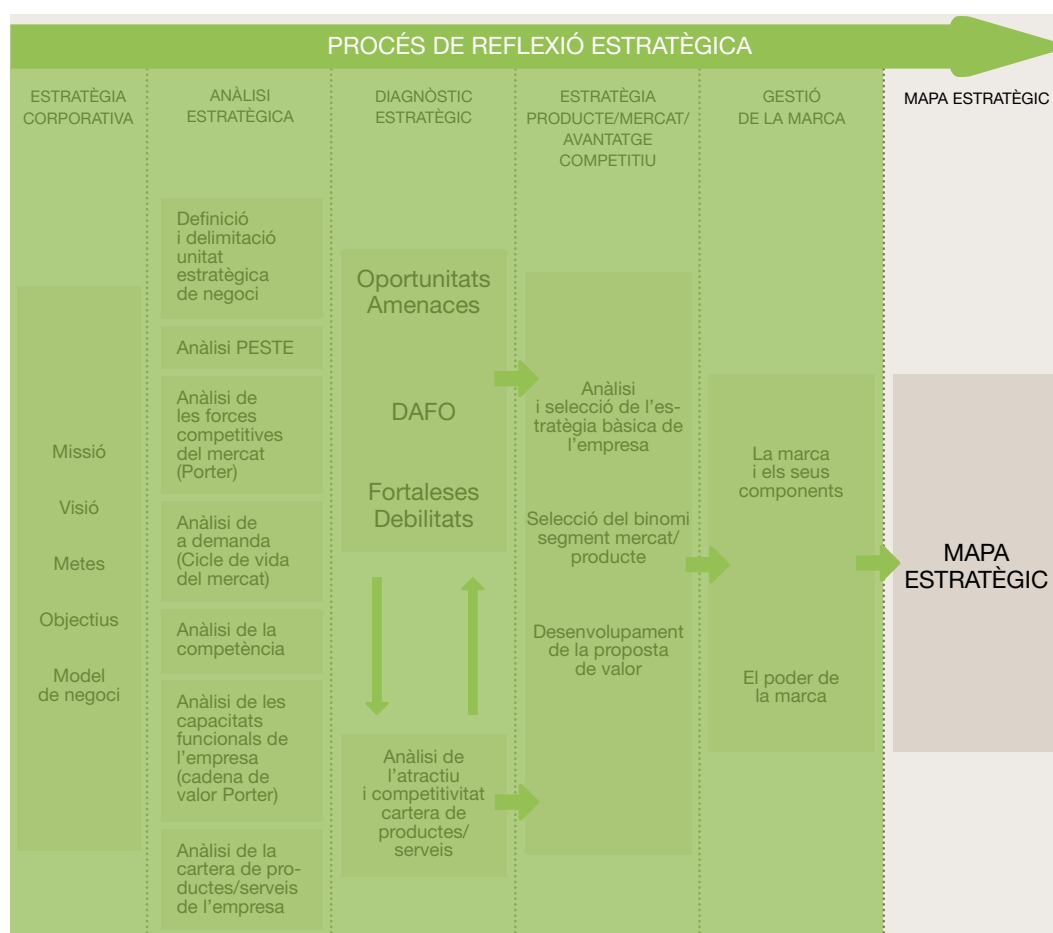 PROCÉS DE REFLEXIÓ ESTRATÈGICA
ESTRATÈGIA
CORPORATIVA
ANÀLISI
ESTRATÈGICA
DIAGNÒSTIC
ESTRATÈGIC
ESTRATÈGIA
PRODUCTE/MERCAT/
AVANTATGE
COMPETITIU
GESTIÓ
DE LA MARCA
MAPA ESTRATÈGIC
Missió
Visió
Metes
Objectius
Model
de negoci
Definició
i delimitació
unitat
estratègica
de negoci
Anàlisi PESTE
Anàlisi de
les forces
competitives
del mercat
(Porter)
Anàlisi de
a demanda
(Cicle de vida
del mercat)
Anàlisi de la
competència
Anàlisi de les
capacitats
funcionals de
l’empresa
(cadena de
valor Porter)
Anàlisi de la
cartera de pro-
ductes/serveis
de l’empresa
Oportunitats
Amenaces
DAFO
Fortaleses
Debilitats
Anàlisi de
l’atractiu
i competitivitat
cartera de
productes/
serveis
Anàlisi
i selecció de l’es-
tratègia bàsica de
l’empresa
Selecció del binomi
segment mercat/
producte
Desenvolupament
de la proposta
de valor
La marca
i els seus
components
El poder de
la marca
MAPA
ESTRATÈGIC